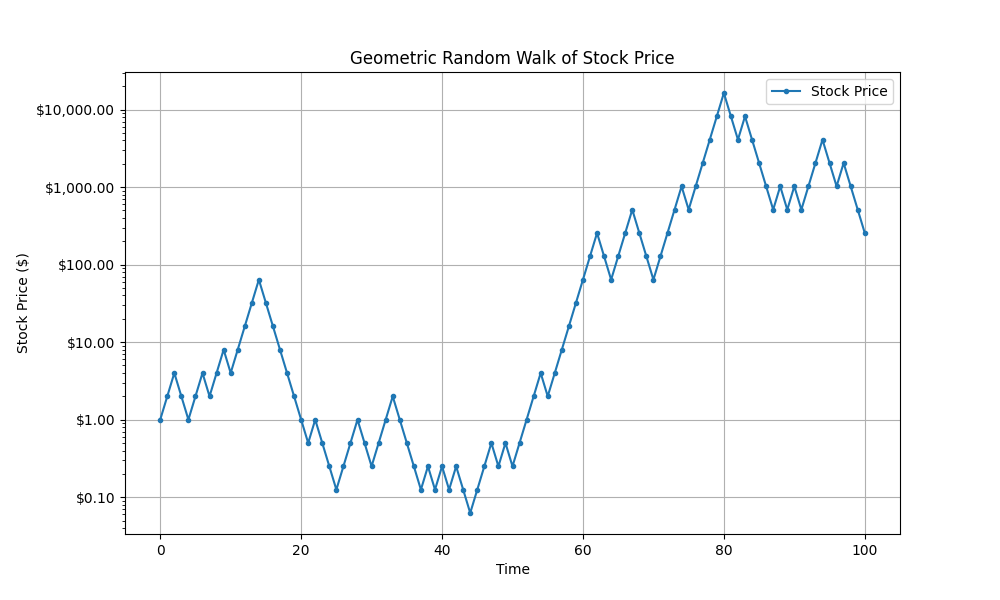 Geometric Random Walk of Stock Price
Stock Price
$10,000.00
$1,000.00
$100.00
$10.00
$1.00
$0.10
Stock Price ($)
0 20 40 60 80 100
Time